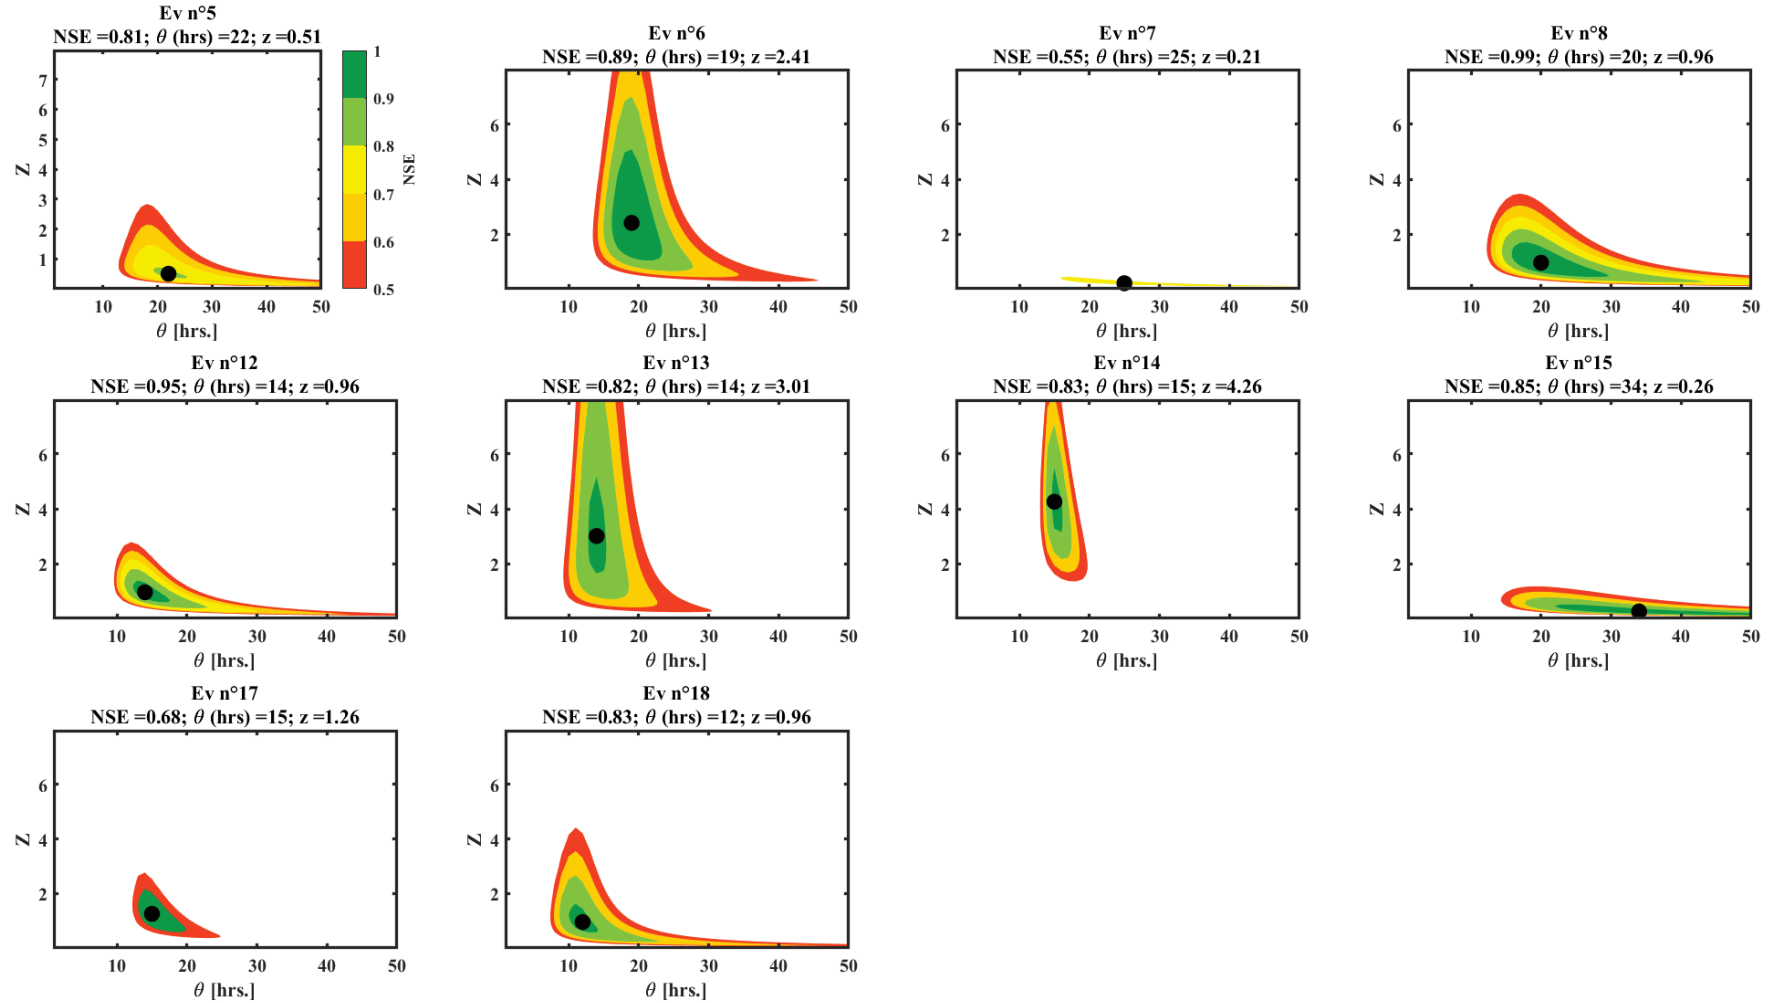 Ev n°5
NSE =0.81; θ (hrs) =22; z=0.51
7
6
5
4
3
2
1
Z
10 20 30 40 50
θ [hrs.]
1
0.9
0.8
0.7
0.6
0.5
NSE
Ev n°6
NSE =0.89; θ (hrs) =19; z=2.41
6
4
2
Z
10 20 30 40 50
θ [hrs.]
Ev n°7
NSE =0.55; θ (hrs) =25; z=0.21
6
4
2
Z
10 20 30 40 50
θ [hrs.]
Ev n°8
NSE =0.99; θ (hrs) =20; z=0.96
6
4
2
Z
10 20 30 40 50
θ [hrs.]
Ev n°12
NSE =0.95; θ (hrs) =14; z=0.96
6
4
2
Z
10 20 30 40 50
θ [hrs.]
Ev n°13
NSE =0.82; θ (hrs) =14; z=3.01
6
4
2
Z
10 20 30 40 50
θ [hrs.]
Ev n°14
NSE =0.83; θ (hrs) =15; z=4.26
6
4
2
Z
10 20 30 40 50
θ [hrs.]
Ev n°15
NSE =0.85; θ (hrs) =34; z=0.26
6
4
2
Z
10 20 30 40 50
θ [hrs.]
Ev n°17
NSE =0.68; θ (hrs) =15; z=1.26
6
4
2
Z
10 20 30 40 50
θ [hrs.]
Ev n°18
NSE =0.83; θ (hrs) =12; z=0.96
6
4
2
Z
10 20 30 40 50
θ [hrs.]